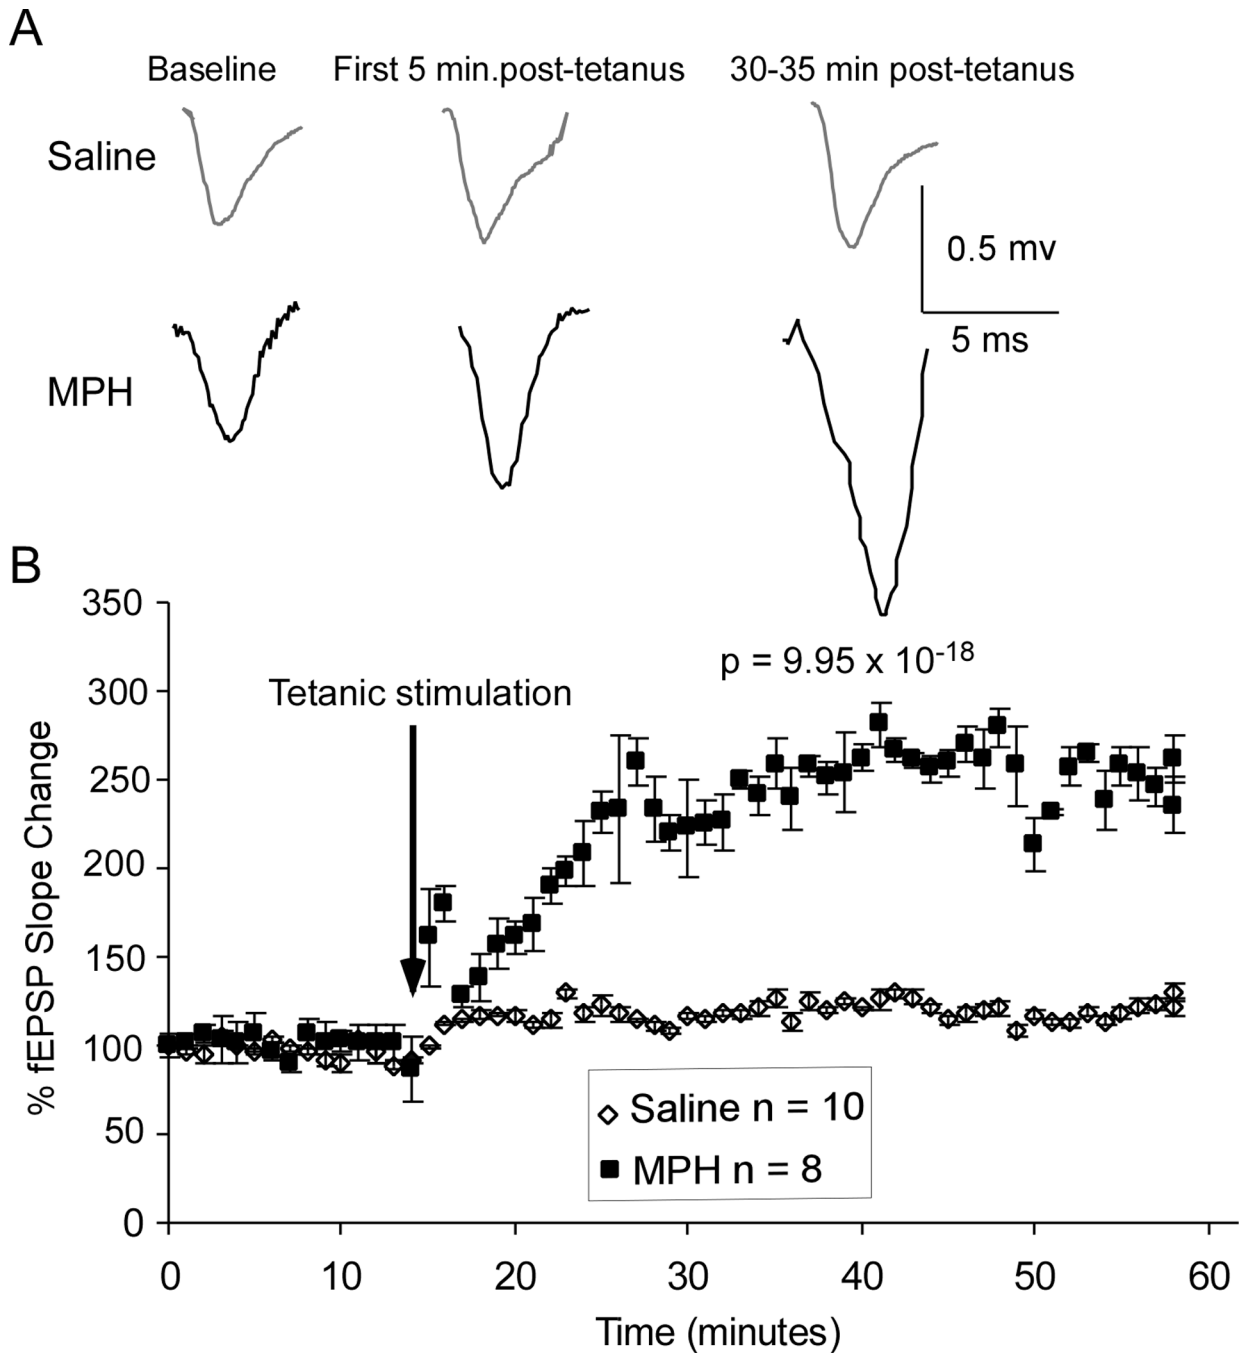 A
Baseline
First 5 min.post-tetanus
30-35 min post-tetanus
Saline
0.5 mv
5 ms
MPH
B
350
300
250
200
150
100
50
0
% fEPSP Slope Change
p = 9.95 x 10-18
Tetanic stimulation
Saline n = 10
MPH n = 8
0 10 20 30 40 50 60
Time (minutes)